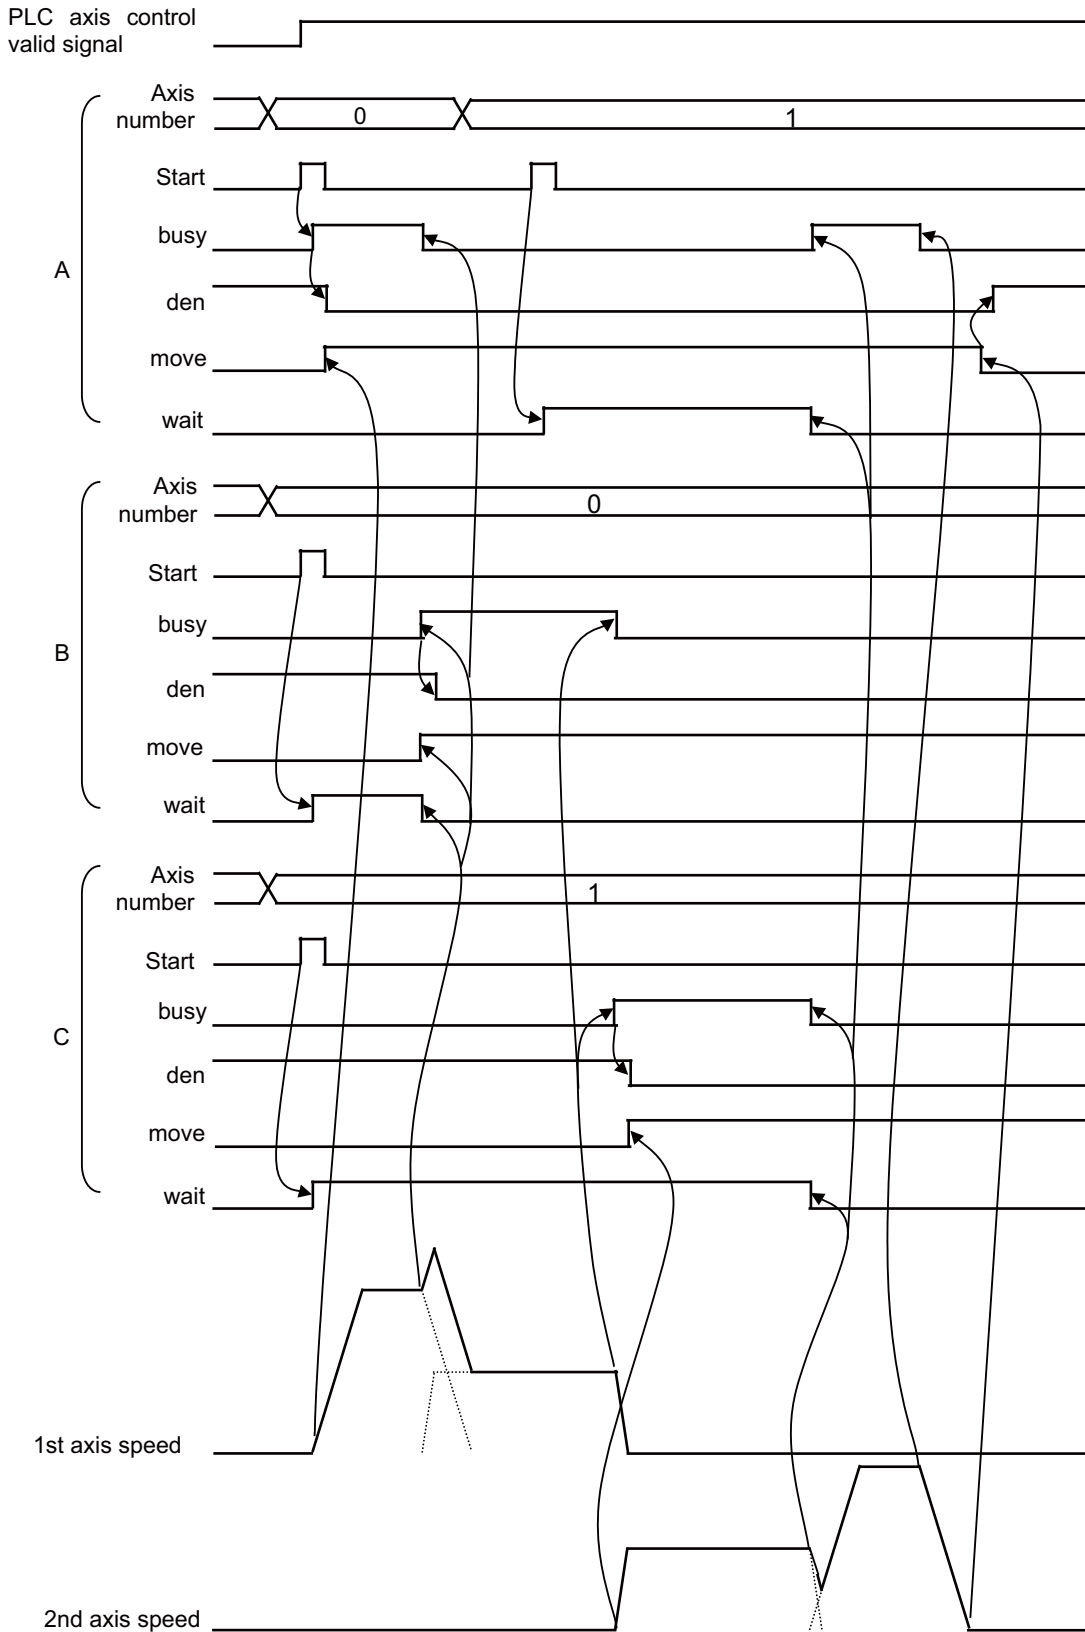 PLC axis control
valid signal
Axis
number
0
1
Start
busy
A
den
move
wait
Axis
number
0
Start
busy
B
den
move
wait
Axis
number
1
Start
busy
C
den
move
wait
1st axis speed
2nd axis speed